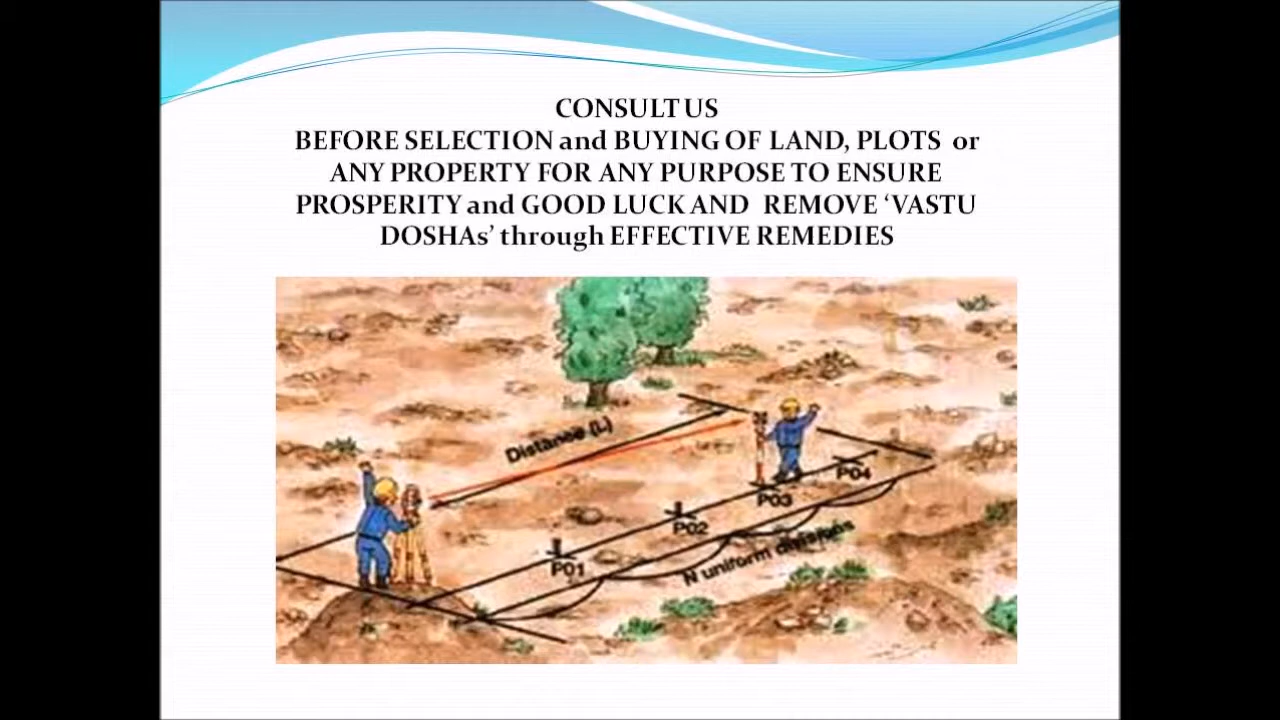 CONSULT US
BEFORE SELECTION and BUYING OF LAND, PLOTS or
ANY PROPERTY FOR ANY PURPOSE TO ENSURE
PROSPERITY and GOOD LUCK AND REMOVE ‘VASTU
DOSHAs’ through EFFECTIVE REMEDIES
Distance (L)
P04
P03
P02
P01
N uniform divisions